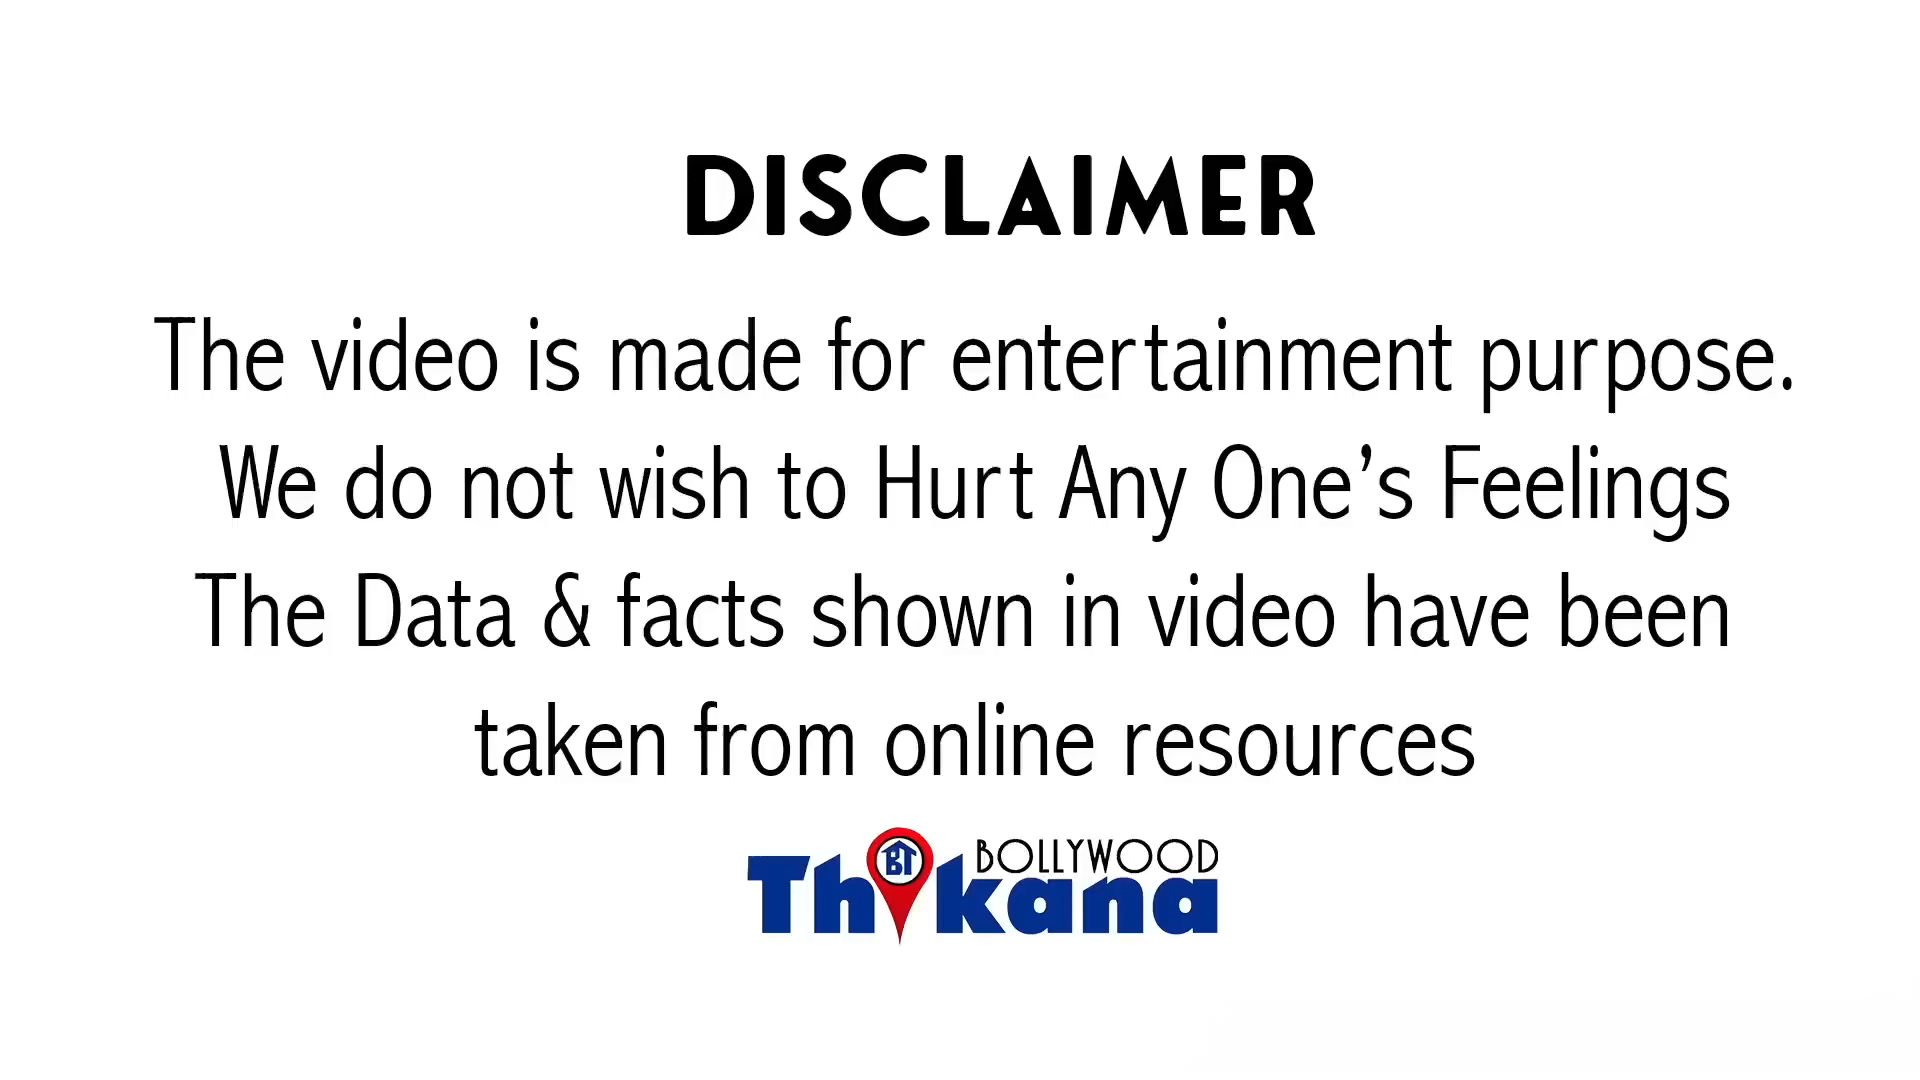 DISCLAIMER
The video is made for entertainment purpose.
We do not wish to Hurt Any One’s Feelings
The Data & facts shown in video have been
taken from online resources
BT
BOLLYWOOD
Thikana